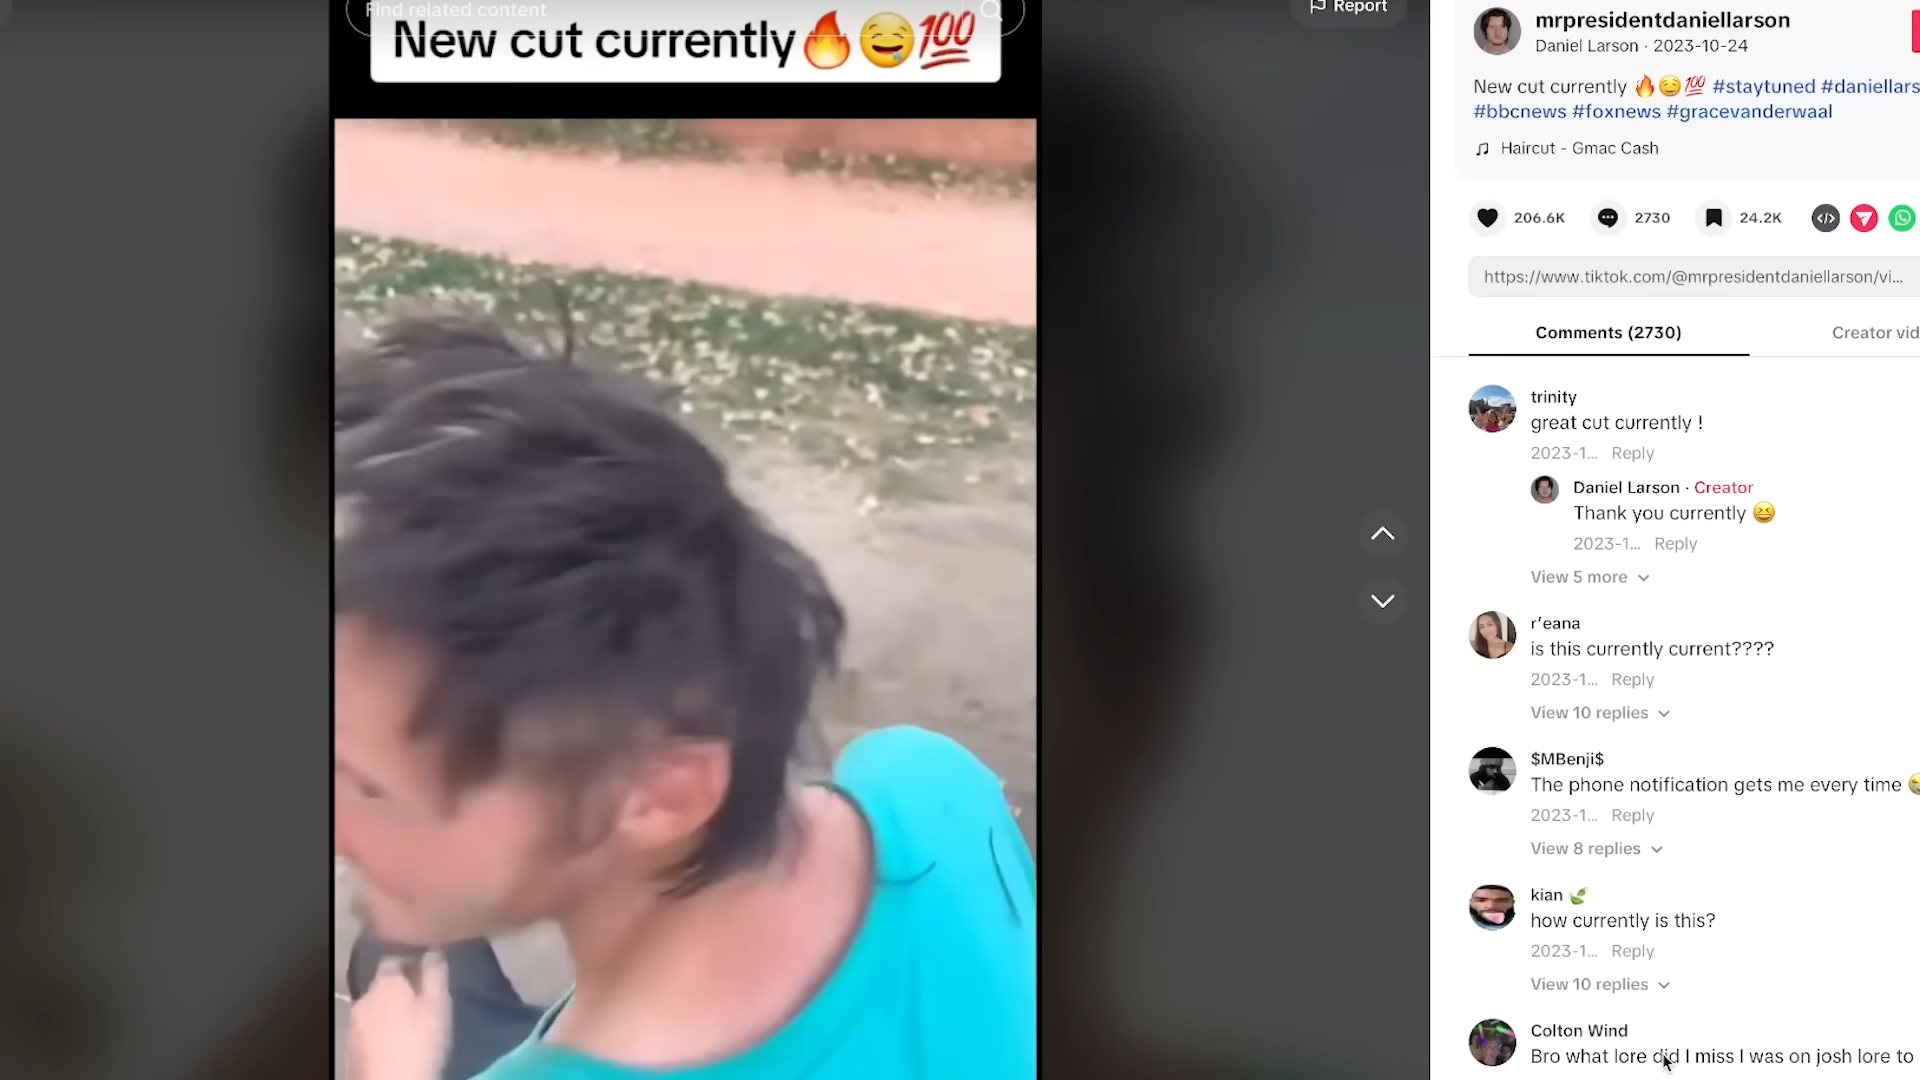 Find related content
Report
New cut currently🔥🤤💯
mrpresidentdaniellarson
Daniel Larson · 2023-10-24
New cut currently 🔥🤤💯 #staytuned #daniellars
#bbcnews #foxnews #gracevanderwaal
Haircut - Gmac Cash
206.6K
2730
24.2K
https://www.tiktok.com/@mrpresidentdaniellarson/vi...
Comments (2730)
Creator vid
trinity
great cut currently !
2023-1... Reply
Daniel Larson · Creator
Thank you currently 😆
2023-1... Reply
View 5 more
r'eana
is this currently current????
2023-1... Reply
View 10 replies
$MBenji$
The phone notification gets me every time
2023-1... Reply
View 8 replies
kian 🍃
how currently is this?
2023-1... Reply
View 10 replies
Colton Wind
Bro what lore did I miss I was on josh lore to